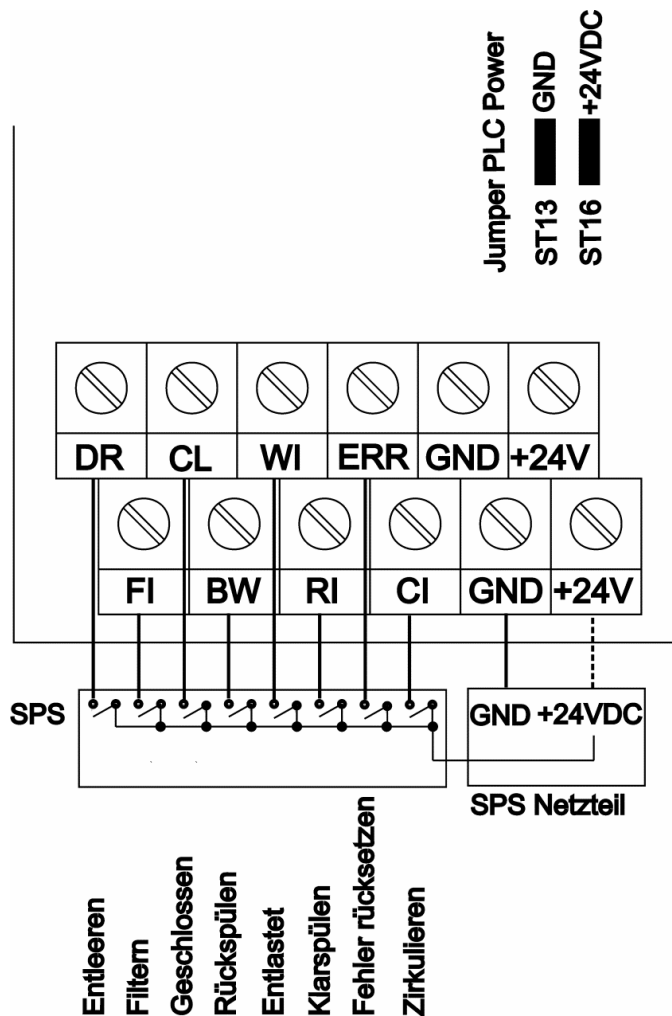 Jumper PLC Power
ST13 GND
ST16 +24VDC
DR CL WI ERR GND +24V
FI BW RI CI GND +24V
SPS
GND +24VDC
SPS Netzteil
Entleeren
Filtern
Geschlossen
Rückspülen
Entlastet
Klarspülen
Fehler rücksetzen
Zirkulieren